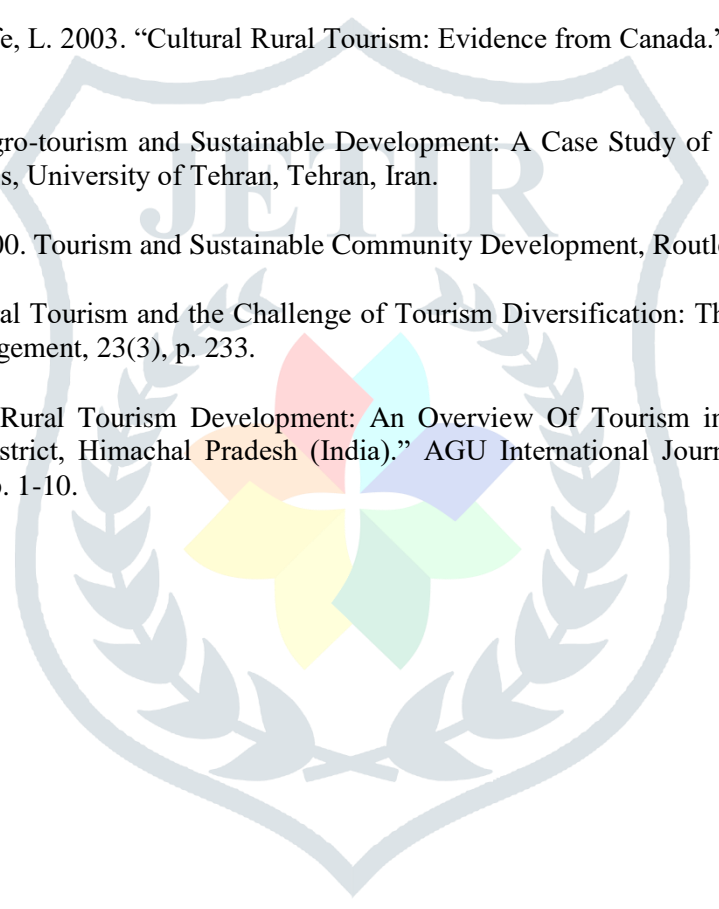 fe, L. 2003. “Cultural Rural Tourism: Evidence from Canada.”
gro-tourism and Sustainable Development: A Case Study of
s, University of Tehran, Tehran, Iran.
JETIR
00. Tourism and Sustainable Community Development, Routl
al Tourism and the Challenge of Tourism Diversification: Th
gement, 23(3), p. 233.
Rural Tourism Development: An Overview Of Tourism in
strict, Himachal Pradesh (India).” AGU International Journ
. 1-10.